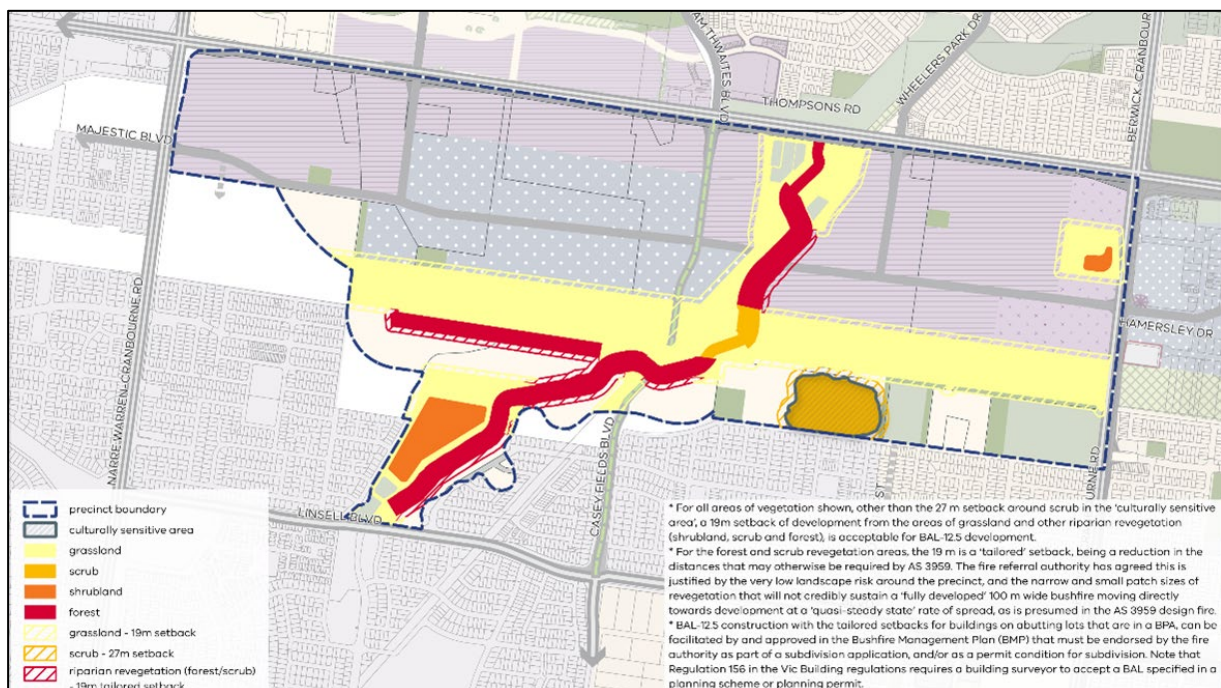 AM THWAITES BLVD
WHEELERS PARK DR
BERWICK-CRANBOUR
THOMPSONS RD
MAJESTIC BLVD
NARRE WARREN-CRANBOURNE RD
HAMERSLEY DR
CASEY FIELDS BLVD
LINSELL BLVD
ST
OURNE RD
precinct boundary
culturally sensitive area
grassland
scrub
shrubland
forest
grassland - 19m setback
scrub - 27m setback
riparian revegetation (forest/scrub)
- 19m tailored setback
* For all areas of vegetation shown, other than the 27 m setback around scrub in the 'culturally sensitive
area', a 19m setback of development from the areas of grassland and other riparian revegetation
(shrubland, scrub and forest), is acceptable for BAL-12.5 development.
* For the forest and scrub revegetation areas, the 19 m is a 'tailored' setback, being a reduction in the
distances that may otherwise be required by AS 3959. The fire referral authority has agreed this is
justified by the very low landscape risk around the precinct, and the narrow and small patch sizes of
revegetation that will not credibly sustain a 'fully developed' 100 m wide bushfire moving directly
towards development at a 'quasi-steady state' rate of spread, as is presumed in the AS 3959 design fire.
* BAL-12.5 construction with the tailored setbacks for buildings on abutting lots that are in a BPA, can be
facilitated by and approved in the Bushfire Management Plan (BMP) that must be endorsed by the fire
authority as part of a subdivision application, and/or as a permit condition for subdivision. Note that
Regulation 156 in the Vic Building regulations requires a building surveyor to accept a BAL specified in a
planning scheme or planning permit.